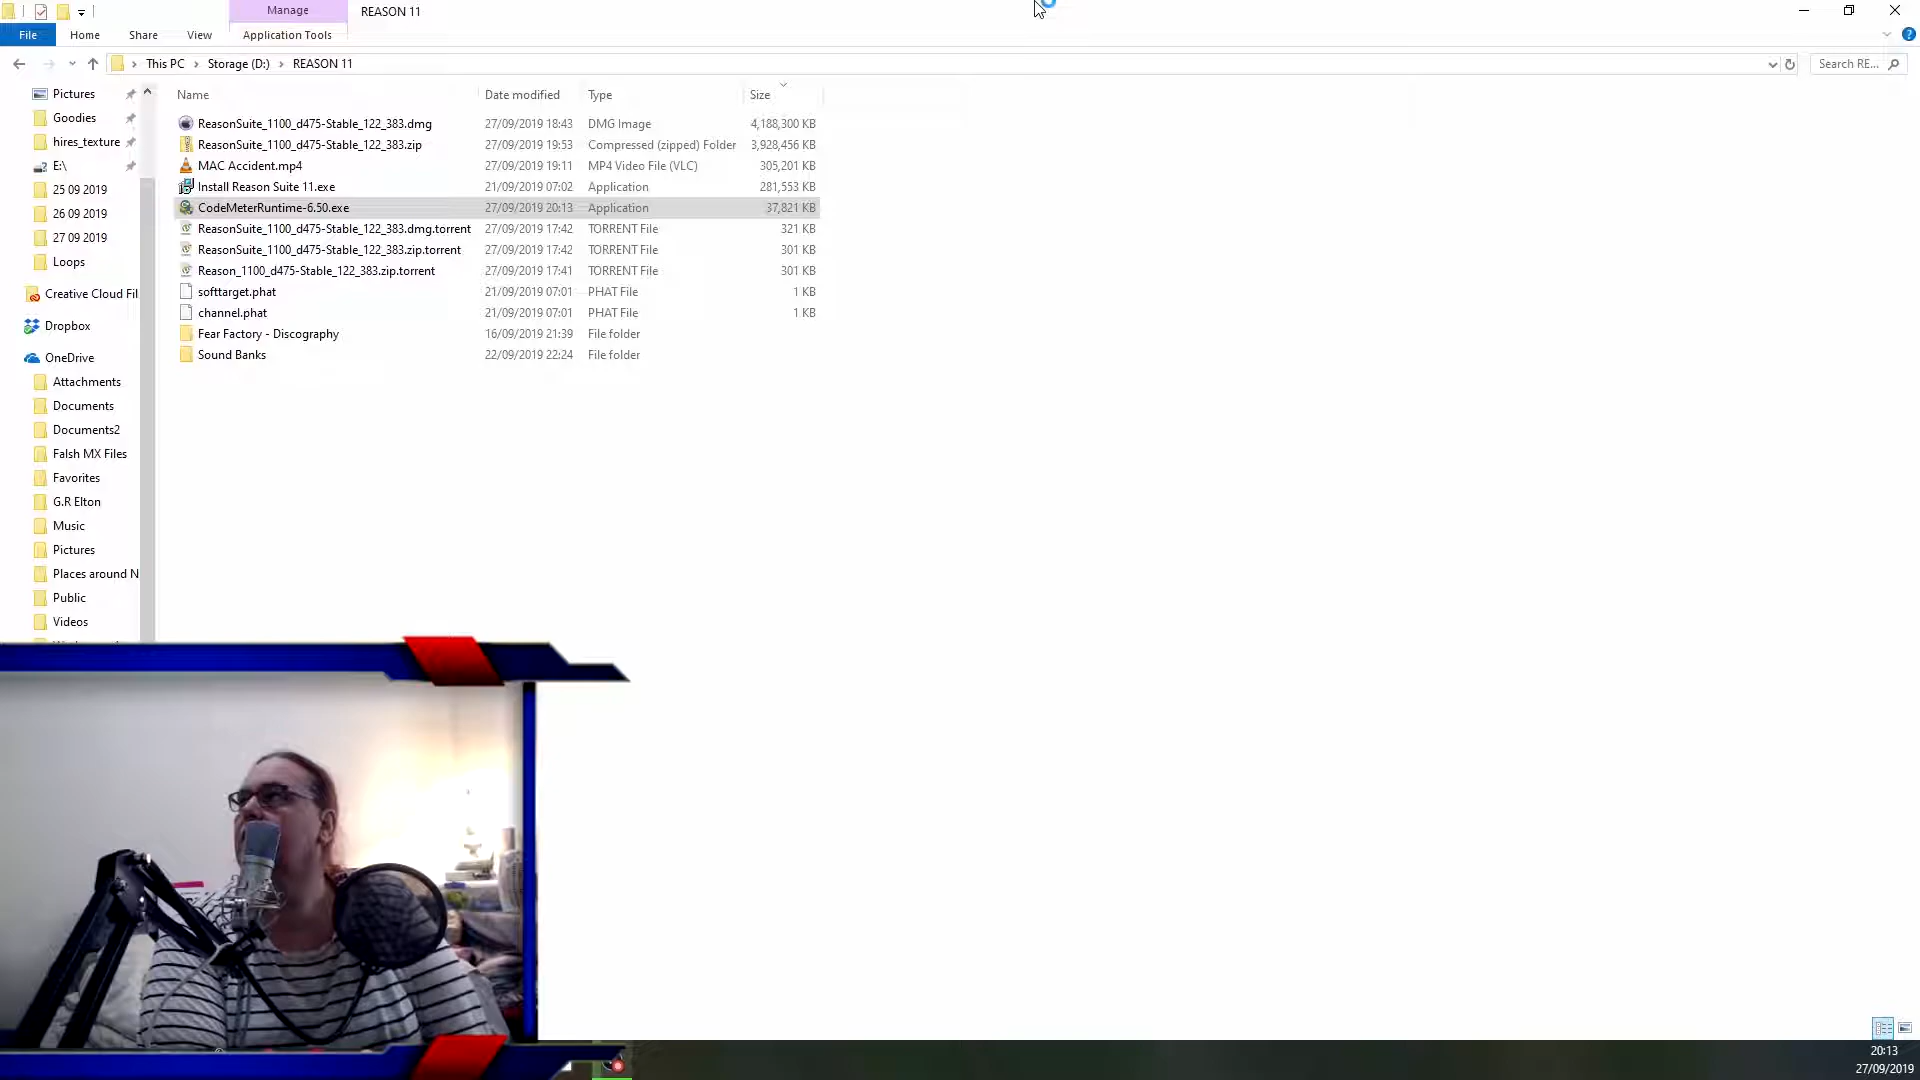 Manage
REASON 11
File
Home
Share
View
Application Tools
This PC
Storage (D:)
REASON 11
Search RE...
Name
Date modified
Type
Size
ReasonSuite_1100_d475-Stable_122_383.dmg 27/09/2019 18:43 DMG Image 4,188,300 KB
ReasonSuite_1100_d475-Stable_122_383.zip 27/09/2019 19:53 Compressed (zipped) Folder 3,928,456 KB
MAC Accident.mp4 27/09/2019 19:11 MP4 Video File (VLC) 305,201 KB
Install Reason Suite 11.exe 21/09/2019 07:02 Application 281,553 KB
CodeMeterRuntime-6.50.exe 27/09/2019 20:13 Application 37,821 KB
ReasonSuite_1100_d475-Stable_122_383.dmg.torrent 27/09/2019 17:42 TORRENT File 321 KB
ReasonSuite_1100_d475-Stable_122_383.zip.torrent 27/09/2019 17:42 TORRENT File 301 KB
Reason_1100_d475-Stable_122_383.zip.torrent 27/09/2019 17:41 TORRENT File 301 KB
softtarget.phat 21/09/2019 07:01 PHAT File 1 KB
channel.phat 21/09/2019 07:01 PHAT File 1 KB
Fear Factory - Discography 16/09/2019 21:39 File folder
Sound Banks 22/09/2019 22:24 File folder
Pictures
Goodies
hires_texture
E:\
25 09 2019
26 09 2019
27 09 2019
Loops
Creative Cloud Fil
Dropbox
OneDrive
Attachments
Documents
Documents2
Falsh MX Files
Favorites
G.R Elton
Music
Pictures
Places around N
Public
Videos
20:13
27/09/2019